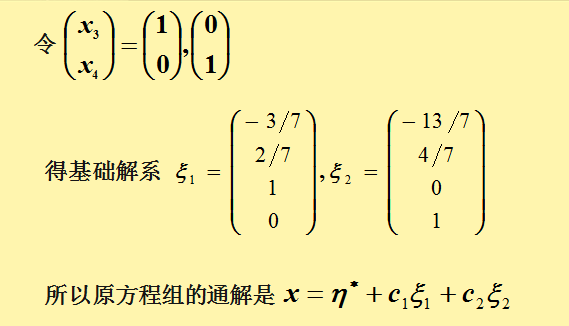 令 (x₃ x₄)ᵀ = (1 0)ᵀ, (0 1)ᵀ
得基础解系 ξ₁ = (−3/7 2/7 1 0)ᵀ, ξ₂ = (−13/7 4/7 0 1)ᵀ
所以原方程组的通解是 x = η* + c₁ξ₁ + c₂ξ₂